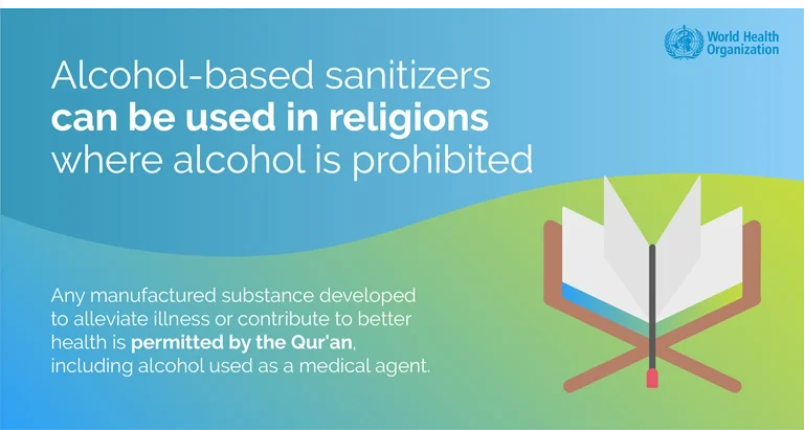 World Health
Organization
Alcohol-based sanitizers
can be used in religions
where alcohol is prohibited
Any manufactured substance developed
to alleviate illness or contribute to better
health is permitted by the Qur'an,
including alcohol used as a medical agent.